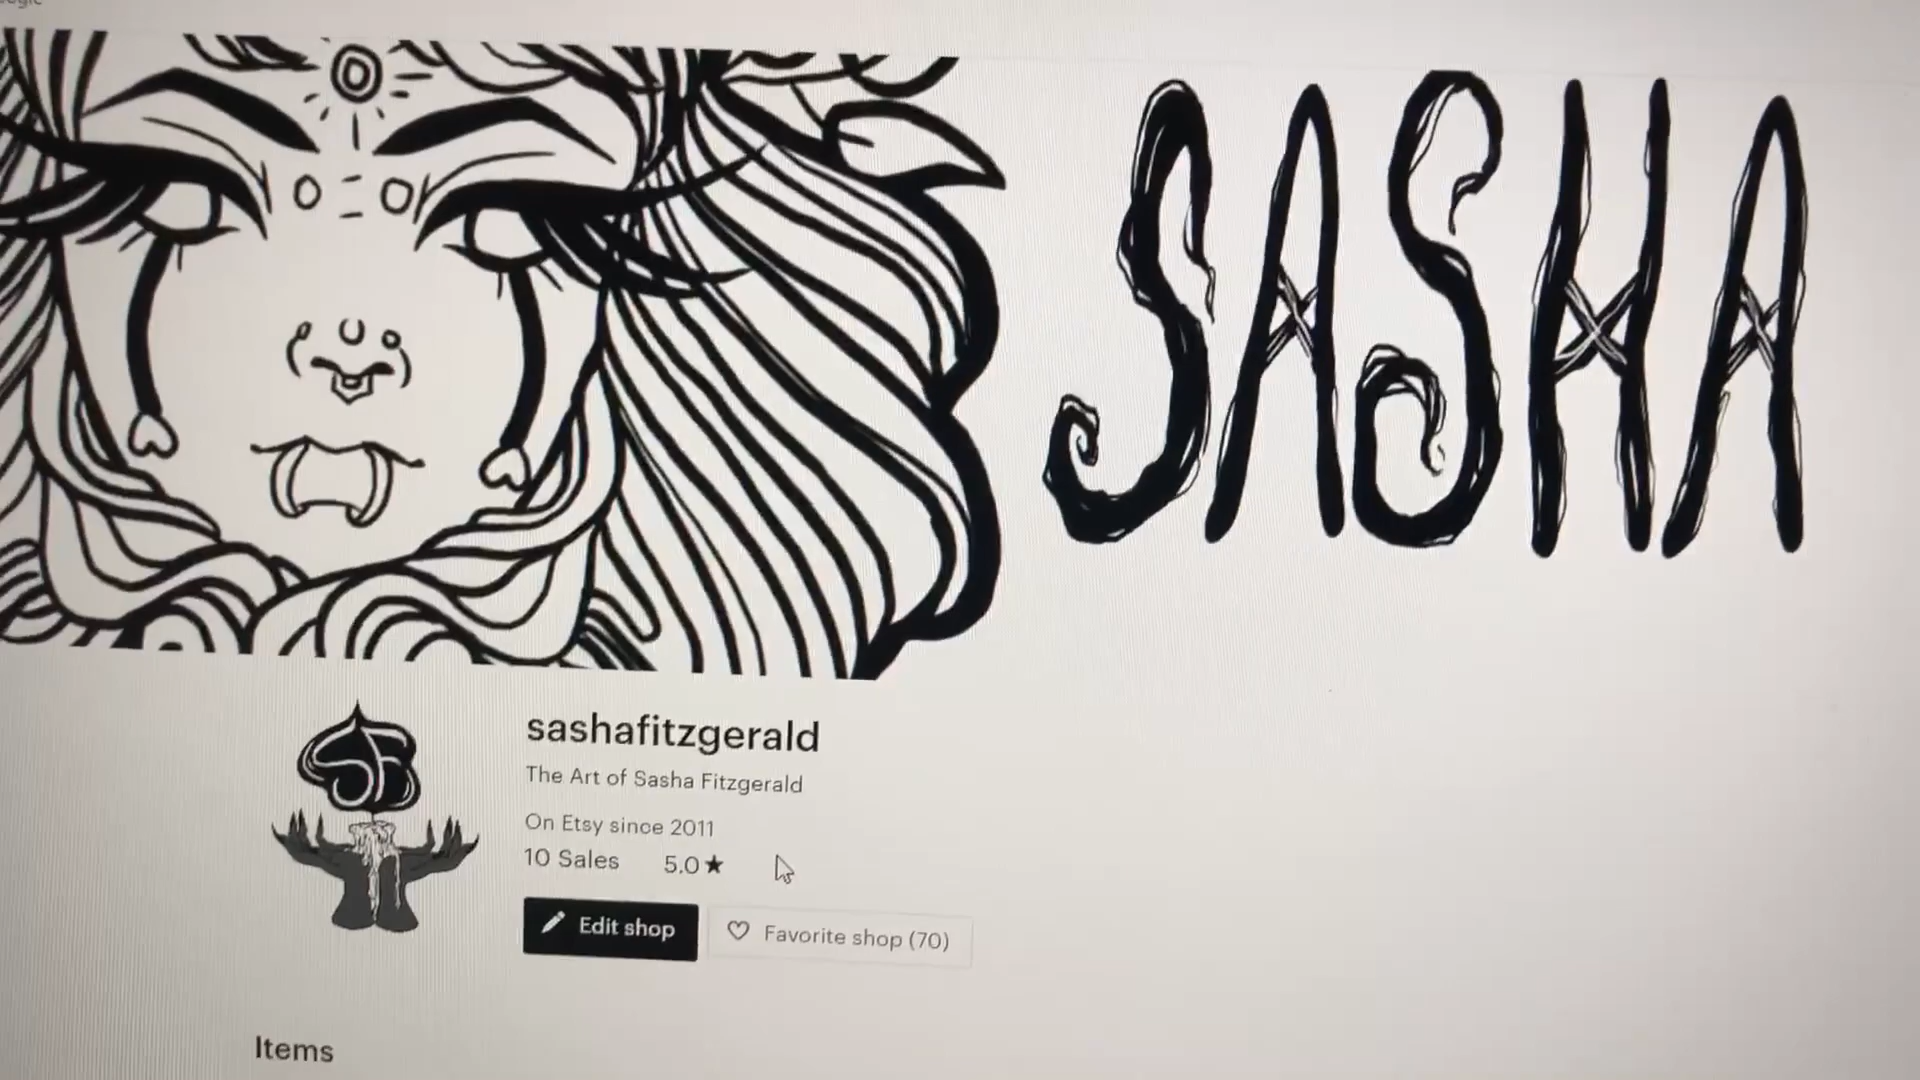 SASHA
sashafitzgerald
The Art of Sasha Fitzgerald
On Etsy since 2011
10 Sales 5.0★
Edit shop
Favorite shop (70)
Items